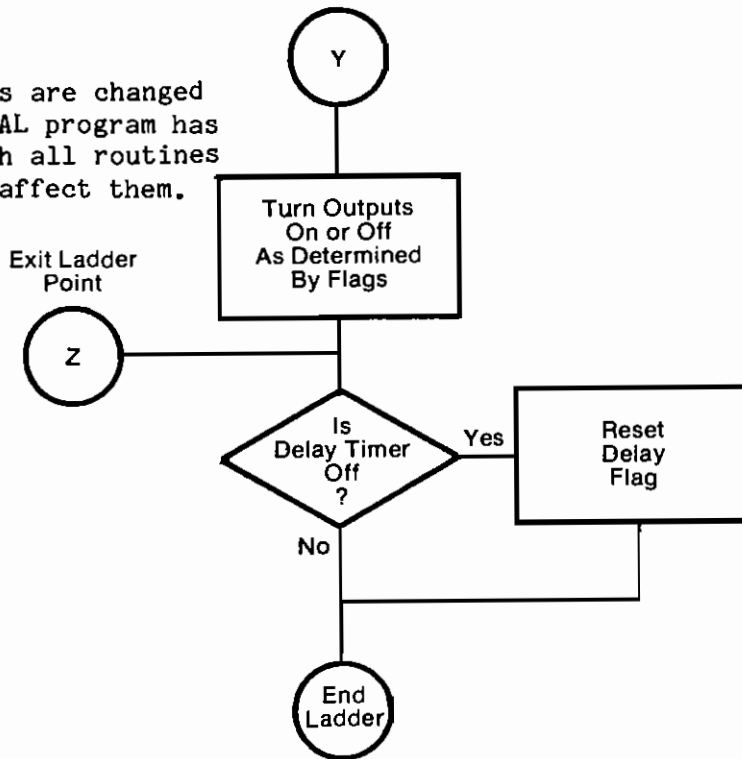 Y
s are changed
AL program has
h all routines
affect them.
Turn Outputs
On or Off
As Determined
By Flags
Exit Ladder
Point
Z
Is
Delay Timer
Off
?
Yes
Reset
Delay
Flag
No
End
Ladder